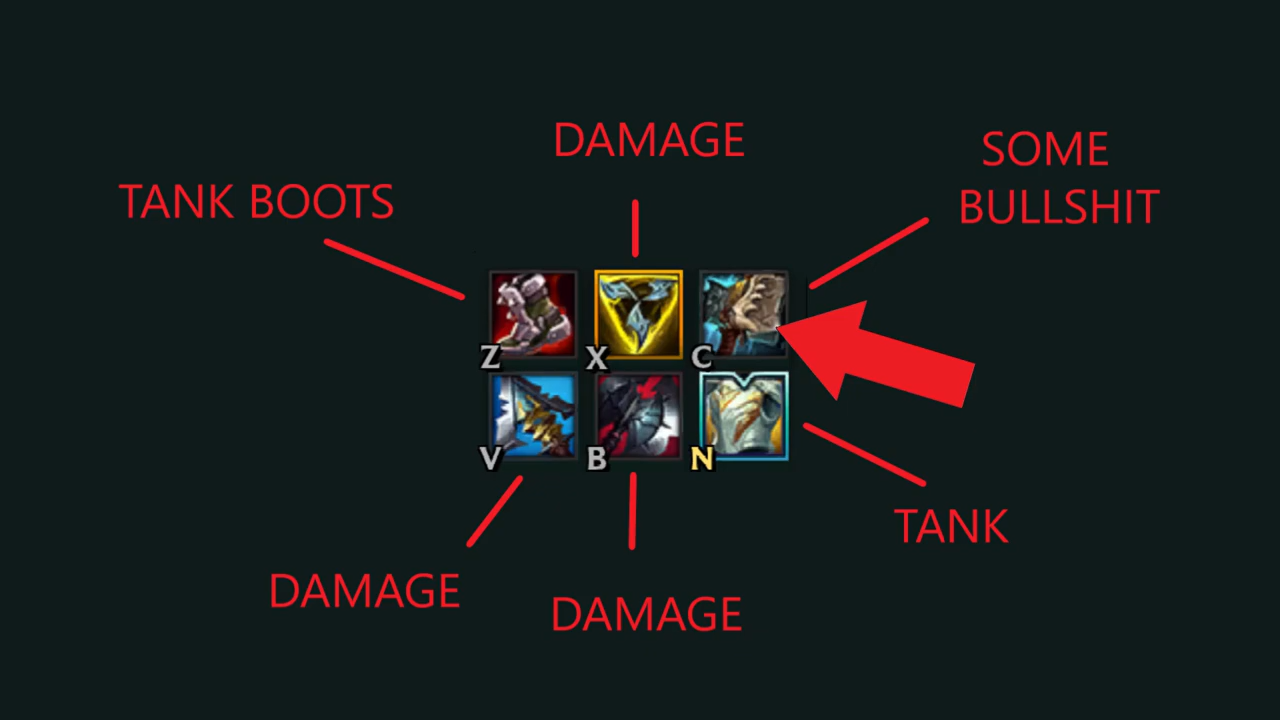 DAMAGE
SOME
BULLSHIT
TANK BOOTS
Z
X
C
V
B
N
TANK
DAMAGE
DAMAGE